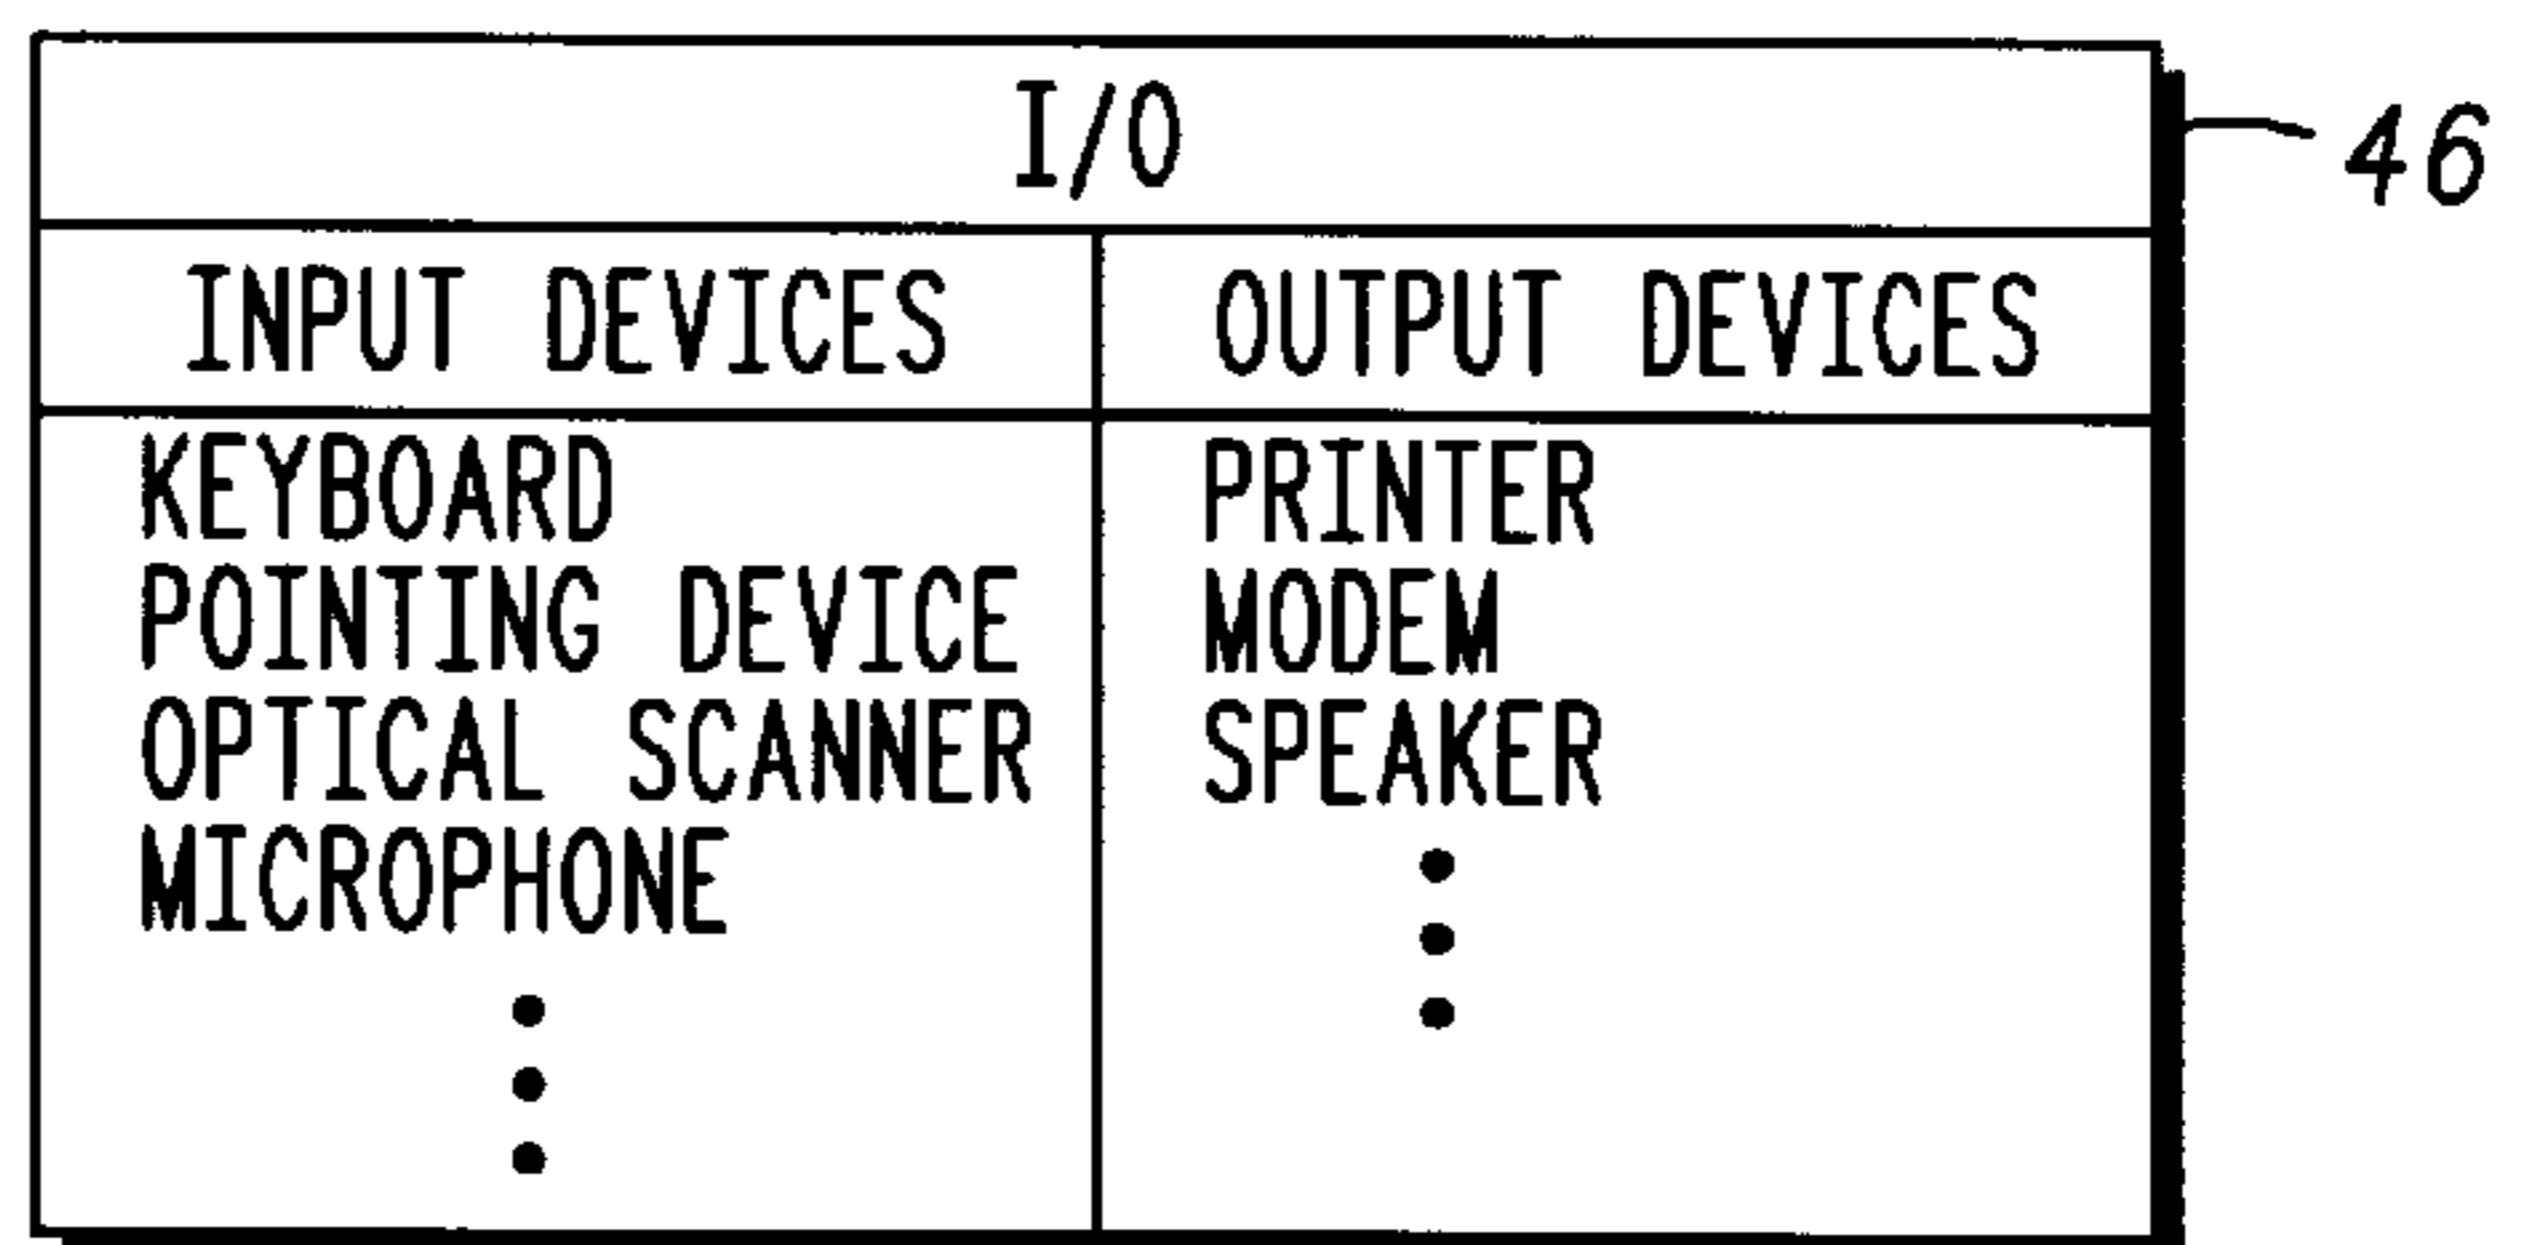 I/O
46
INPUT DEVICES
OUTPUT DEVICES
KEYBOARD
POINTING DEVICE
OPTICAL SCANNER
MICROPHONE
PRINTER
MODEM
SPEAKER